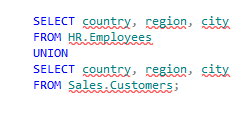 SELECT country, region, city
FROM HR.Employees
UNION
SELECT country, region, city
FROM Sales.Customers;